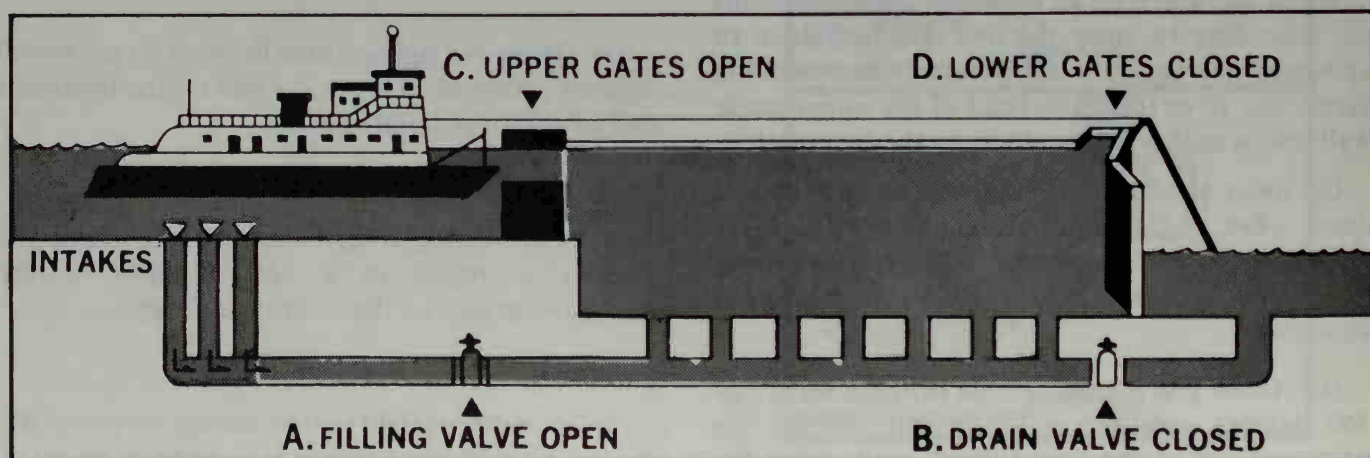 C. UPPER GATES OPEN
D. LOWER GATES CLOSED
INTAKES
A. FILLING VALVE OPEN
B. DRAIN VALVE CLOSED